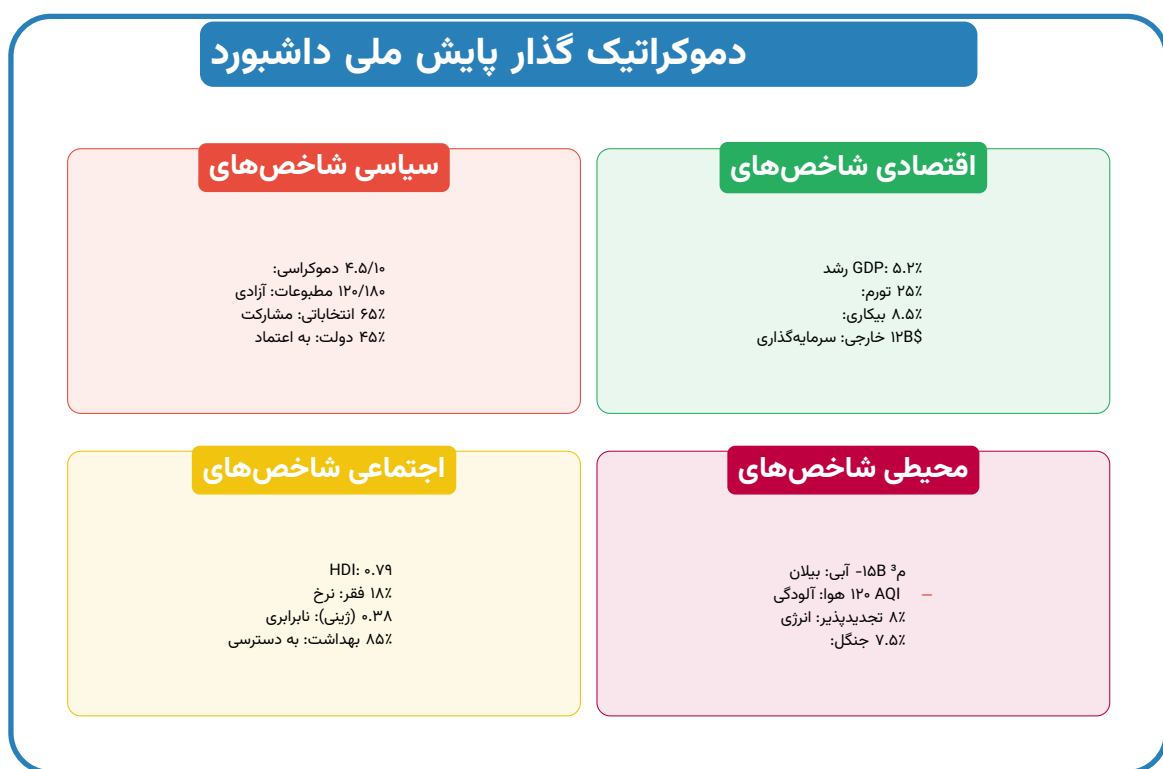 دموکراتیک گذار پایش ملی داشبورد
اقتصادی شاخص‌های
GDP: ۵.۲٪ رشد
۲۵٪ تورم:
۸.۵٪ بیکاری:
۱۲B$ خارجی: سرمایه‌گذاری
سیاسی شاخص‌های
۴.۵/۱۰ دموکراسی:
۱۲۰/۱۸۰ مطبوعات: آزادی
۶۵٪ انتخاباتی: مشارکت
۴۵٪ دولت: به اعتماد
محیطی شاخص‌های
م³ -۱۵B آبی: بیلان
۱۲۰ AQI هوا: آلودگی
۸٪ تجدیدپذیر: انرژی
۷.۵٪ جنگل:
اجتماعی شاخص‌های
HDI: ۰.۷۹
۱۸٪ فقر: نرخ
۰.۳۸ (ژینی): نابرابری
۸۵٪ بهداشت: به دسترسی